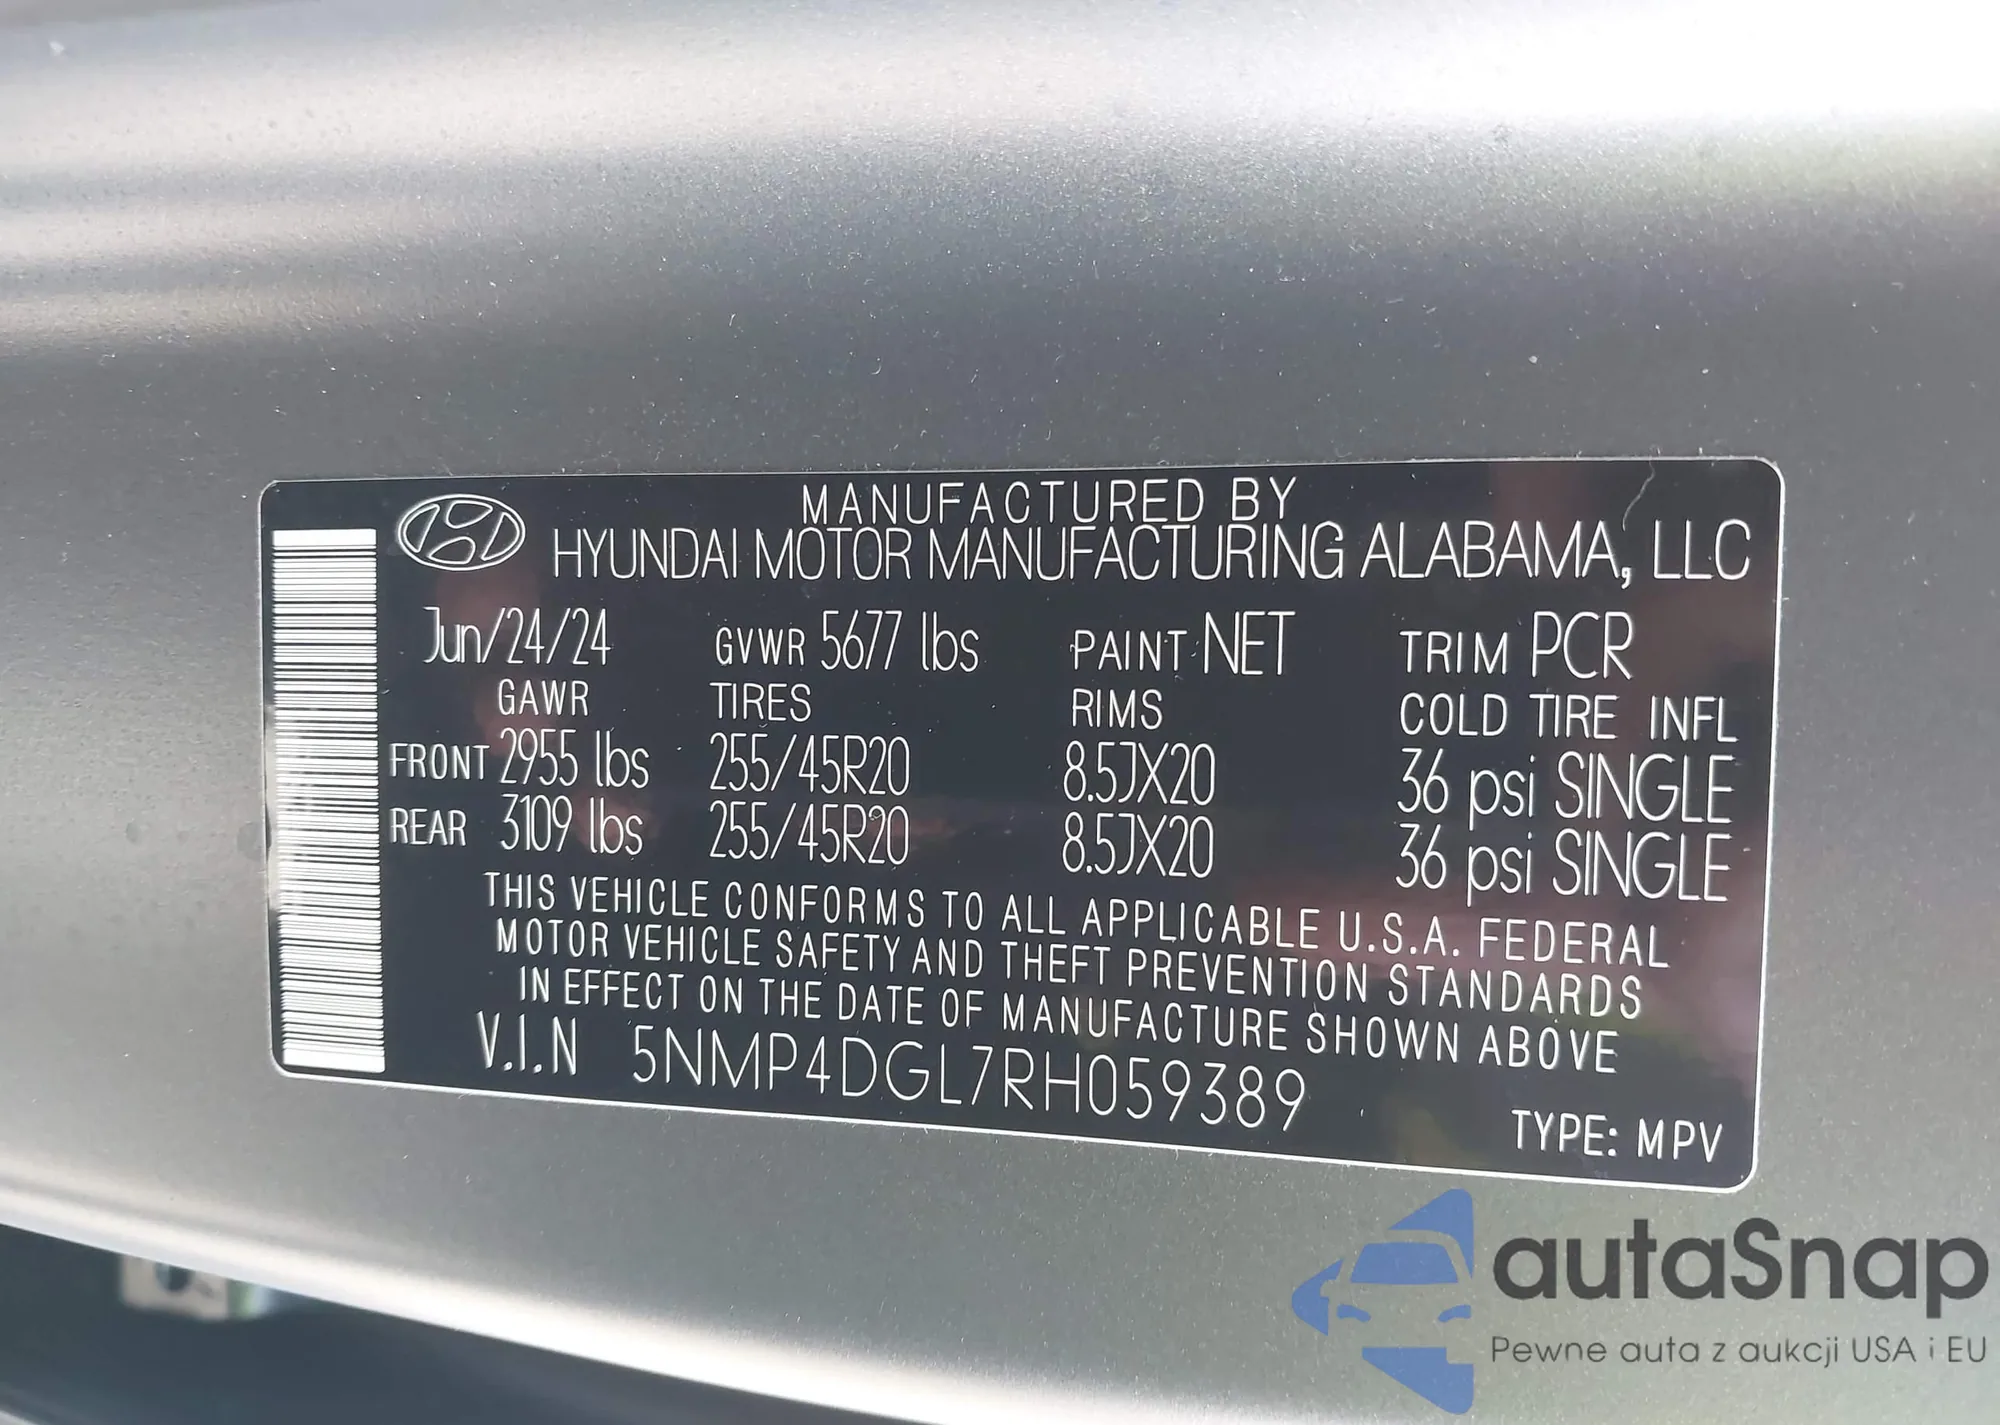 MANUFACTURED BY
HYUNDAI MOTOR MANUFACTURING ALABAMA, LLC
Jun/24/24 GVWR 5677 lbs PAINT NET TRIM PCR
GAWR TIRES RIMS COLD TIRE INFL
FRONT 2955 lbs 255/45R20 8.5JX20 36 psi SINGLE
REAR 3109 lbs 255/45R20 8.5JX20 36 psi SINGLE
THIS VEHICLE CONFORMS TO ALL APPLICABLE U.S.A. FEDERAL
MOTOR VEHICLE SAFETY AND THEFT PREVENTION STANDARDS
IN EFFECT ON THE DATE OF MANUFACTURE SHOWN ABOVE
V.I.N 5NMP4DGL7RH059389
TYPE: MPV
autaSnap
Pewne auta z aukcji USA i EU